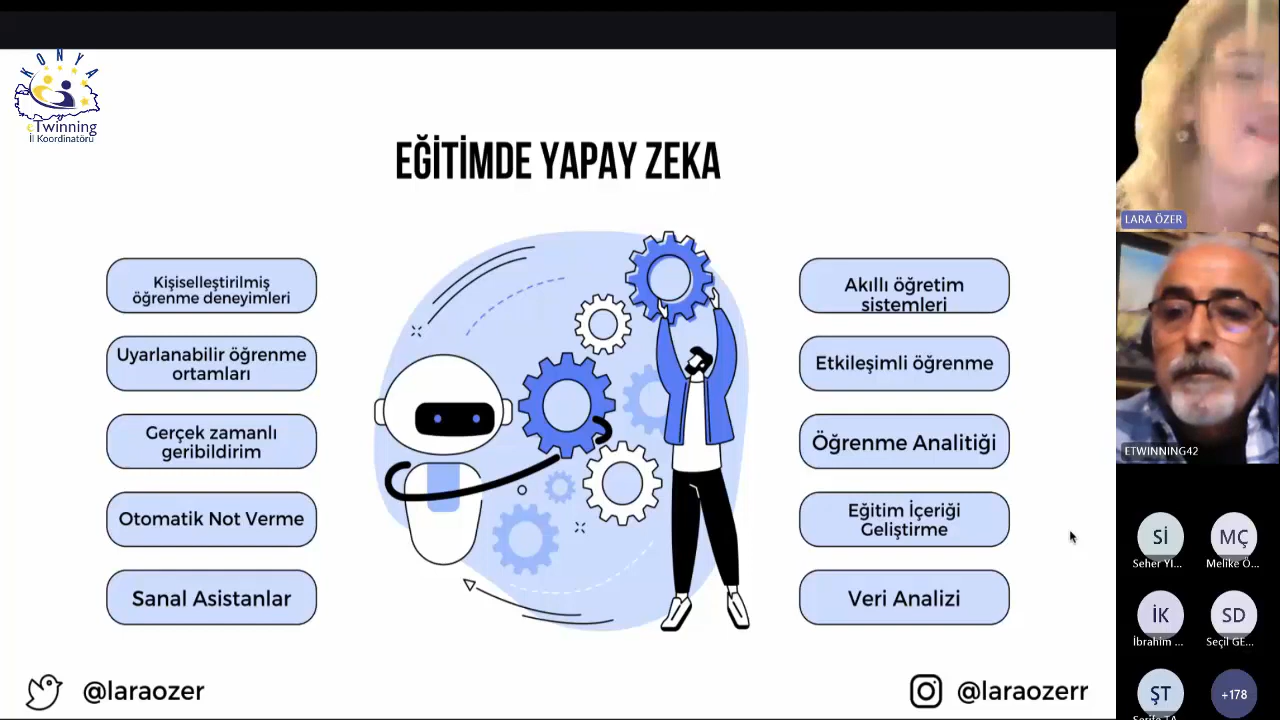 KONYA
eTwinning
İl Koordinatörü
EĞİTİMDE YAPAY ZEKA
Kişiselleştirilmiş
öğrenme deneyimleri
Uyarlanabilir öğrenme
ortamları
Gerçek zamanlı
geribildirim
Otomatik Not Verme
Sanal Asistanlar
Akıllı öğretim
sistemleri
Etkileşimli öğrenme
Öğrenme Analitiği
Eğitim İçeriği
Geliştirme
Veri Analizi
@laraozer
@laraozerr
LARA ÖZER
ETWINNING42
Sİ
MÇ
Seher YI...
Melike Ö...
İK
SD
İbrahim ...
Seçil GE...
ŞT
+178